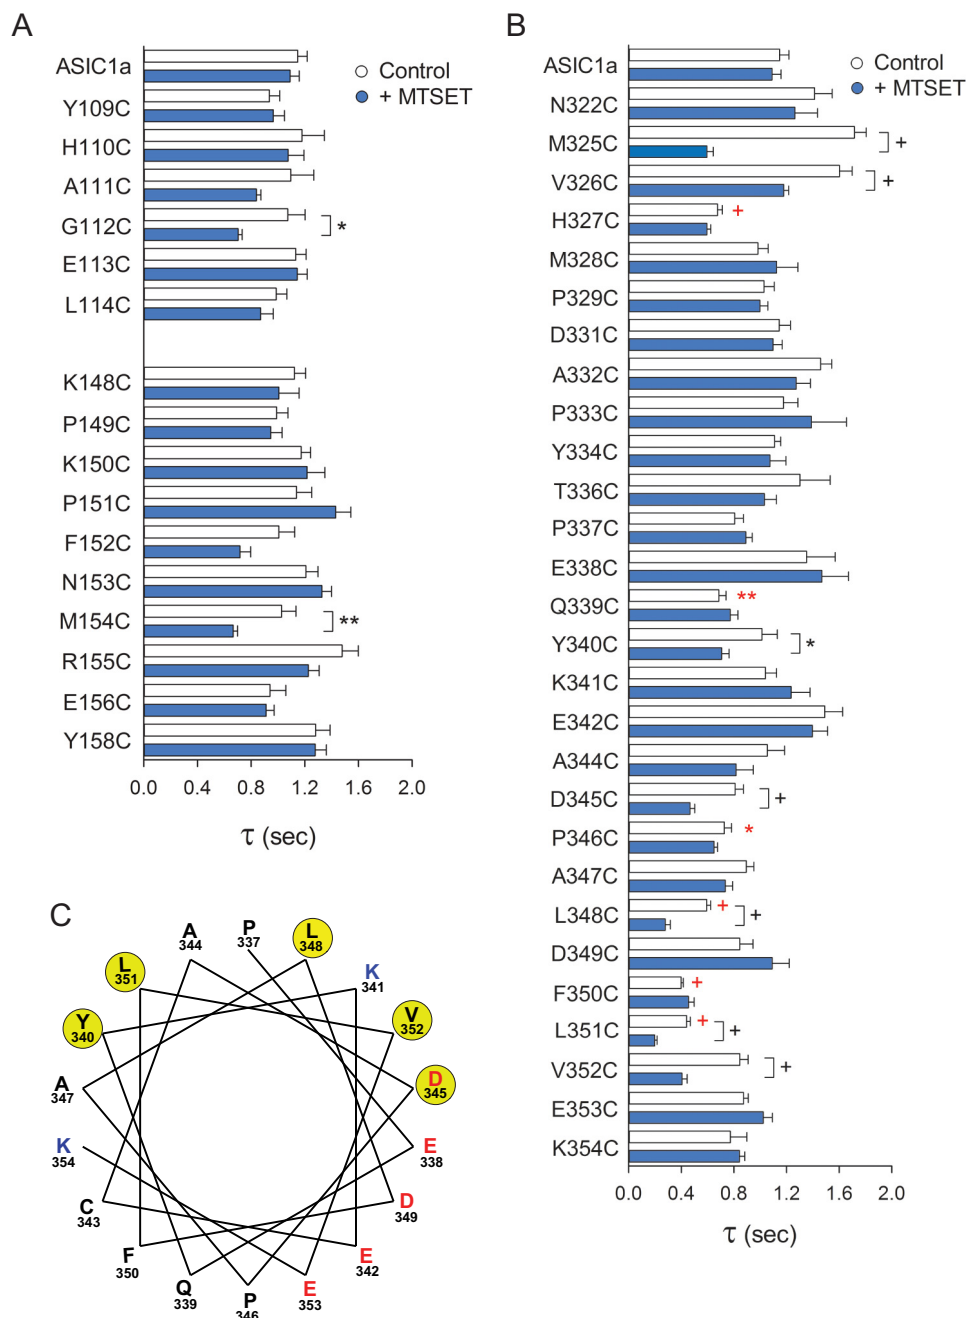 A
ASIC1a
Y109C
H110C
A111C
G112C
E113C
L114C
K148C
P149C
K150C
P151C
F152C
N153C
M154C
R155C
E156C
Y158C
Control
+ MTSET
*
**
0.0 0.4 0.8 1.2 1.6 2.0
τ (sec)
B
ASIC1a
N322C
M325C
V326C
H327C
M328C
P329C
D331C
A332C
P333C
Y334C
T336C
P337C
E338C
Q339C
Y340C
K341C
E342C
A344C
D345C
P346C
A347C
L348C
D349C
F350C
L351C
V352C
E353C
K354C
Control
+ MTSET
+
+
+
**
*
+
*
+ +
+
+ +
+
0.0 0.4 0.8 1.2 1.6 2.0
τ (sec)
C
P
337
L
348
K
341
V
352
D
345
E
338
D
349
E
342
E
353
P
346
Q
339
F
350
C
343
K
354
A
347
Y
340
L
351
A
344